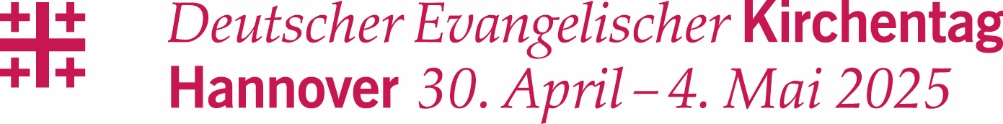 Deutscher Evangelischer Kirchentag
Hannover 30. April – 4. Mai 2025